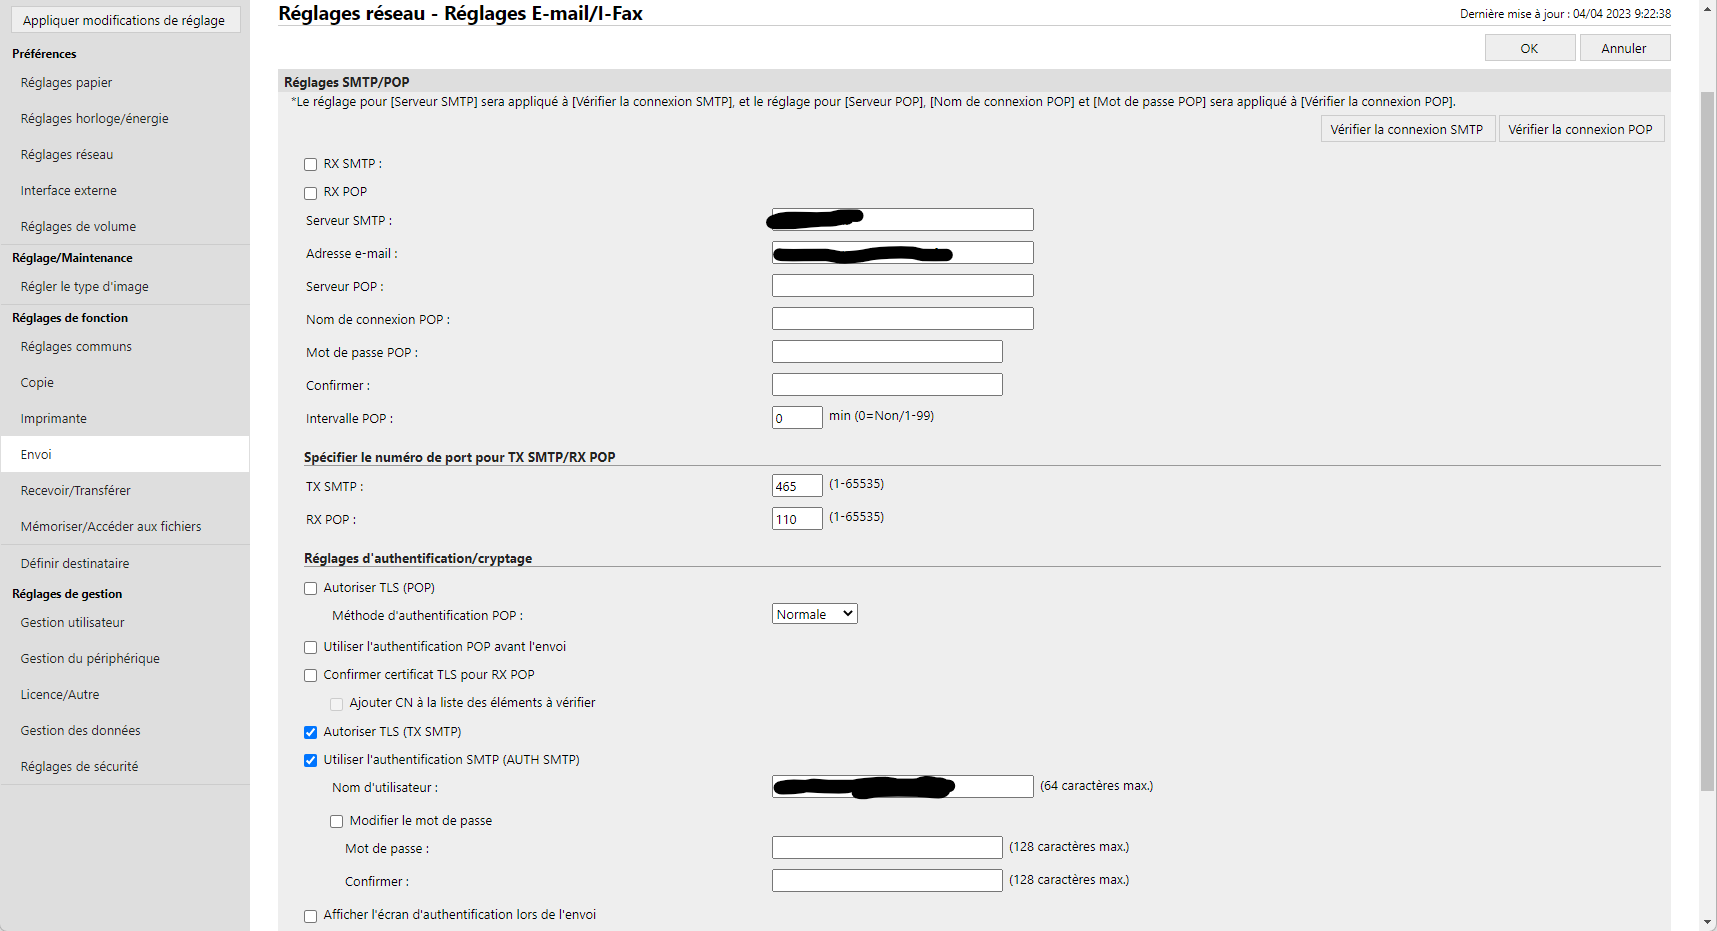 Appliquer modifications de réglage
Préférences
Réglages papier
Réglages horloge/énergie
Réglages réseau
Interface externe
Réglages de volume
Réglage/Maintenance
Régler le type d'image
Réglages de fonction
Réglages communs
Copie
Imprimante
Envoi
Recevoir/Transférer
Mémoriser/Accéder aux fichiers
Définir destinataire
Réglages de gestion
Gestion utilisateur
Gestion du périphérique
Licence/Autre
Gestion des données
Réglages de sécurité
Réglages réseau - Réglages E-mail/I-Fax
Dernière mise à jour : 04/04 2023 9:22:38
OK Annuler
Réglages SMTP/POP
*Le réglage pour [Serveur SMTP] sera appliqué à [Vérifier la connexion SMTP], et le réglage pour [Serveur POP], [Nom de connexion POP] et [Mot de passe POP] sera appliqué à [Vérifier la connexion POP].
Vérifier la connexion SMTP Vérifier la connexion POP
RX SMTP :
RX POP
Serveur SMTP :
Adresse e-mail :
Serveur POP :
Nom de connexion POP :
Mot de passe POP :
Confirmer :
Intervalle POP : 0 min (0=Non/1-99)
Spécifier le numéro de port pour TX SMTP/RX POP
TX SMTP : 465 (1-65535)
RX POP : 110 (1-65535)
Réglages d'authentification/cryptage
Autoriser TLS (POP)
Méthode d'authentification POP : Normale
Utiliser l'authentification POP avant l'envoi
Confirmer certificat TLS pour RX POP
Ajouter CN à la liste des éléments à vérifier
Autoriser TLS (TX SMTP)
Utiliser l'authentification SMTP (AUTH SMTP)
Nom d'utilisateur : (64 caractères max.)
Modifier le mot de passe
Mot de passe : (128 caractères max.)
Confirmer : (128 caractères max.)
Afficher l'écran d'authentification lors de l'envoi